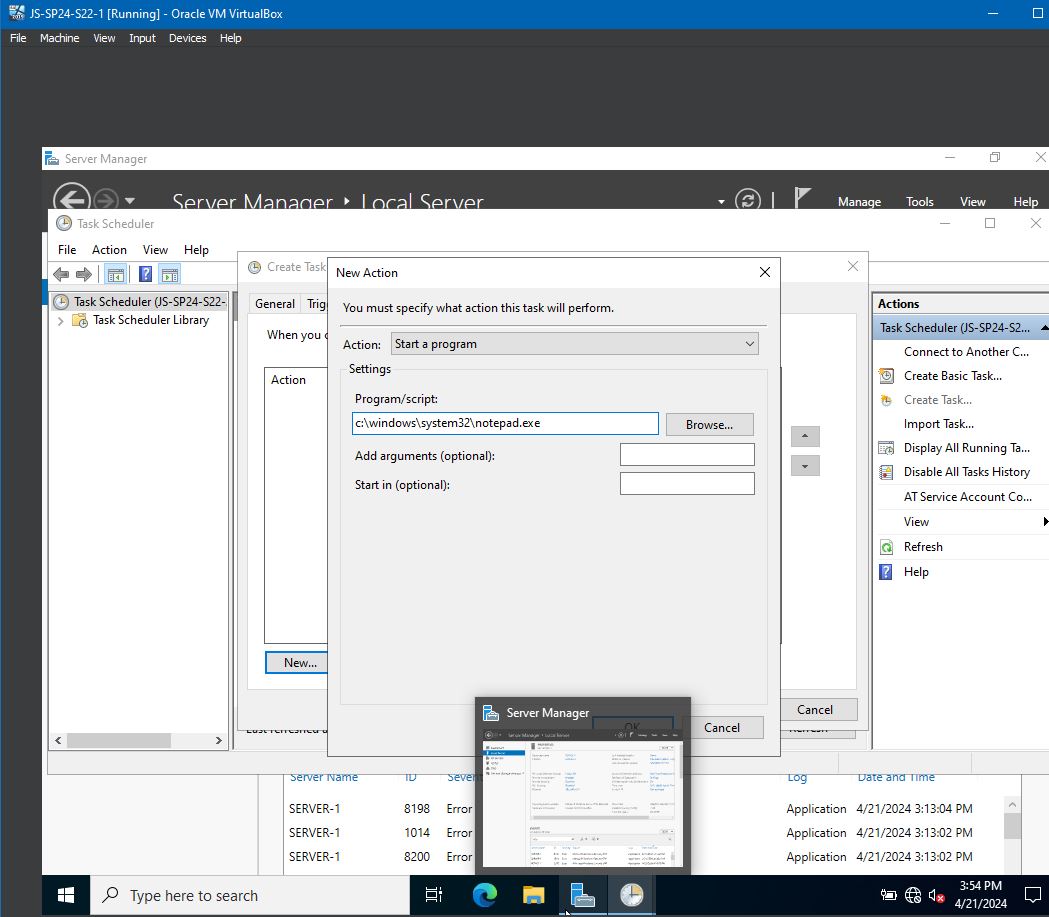 JS-SP24-S22-1 [Running] - Oracle VM VirtualBox
File Machine View Input Devices Help
Server Manager
Server Manager Local Server
Manage Tools View Help
Task Scheduler
File Action View Help
Task Scheduler (JS-SP24-S22-
Task Scheduler Library
Create Task
General Trig
When you c
Action
New...
New Action
You must specify what action this task will perform.
Action: Start a program
Settings
Program/script:
c:\windows\system32\notepad.exe
Browse...
Add arguments (optional):
Start in (optional):
OK
Cancel
Cancel
Refresh
Last refreshed a
Actions
Task Scheduler (JS-SP24-S2...
Connect to Another C...
Create Basic Task...
Create Task...
Import Task...
Display All Running Ta...
Disable All Tasks History
AT Service Account Co...
View
Refresh
Help
Server Manager
Server Name ID Sever Log Date and Time
SERVER-1 8198 Error Application 4/21/2024 3:13:04 PM
SERVER-1 1014 Error Application 4/21/2024 3:13:02 PM
SERVER-1 8200 Error Application 4/21/2024 3:13:02 PM
Type here to search
3:54 PM
4/21/2024